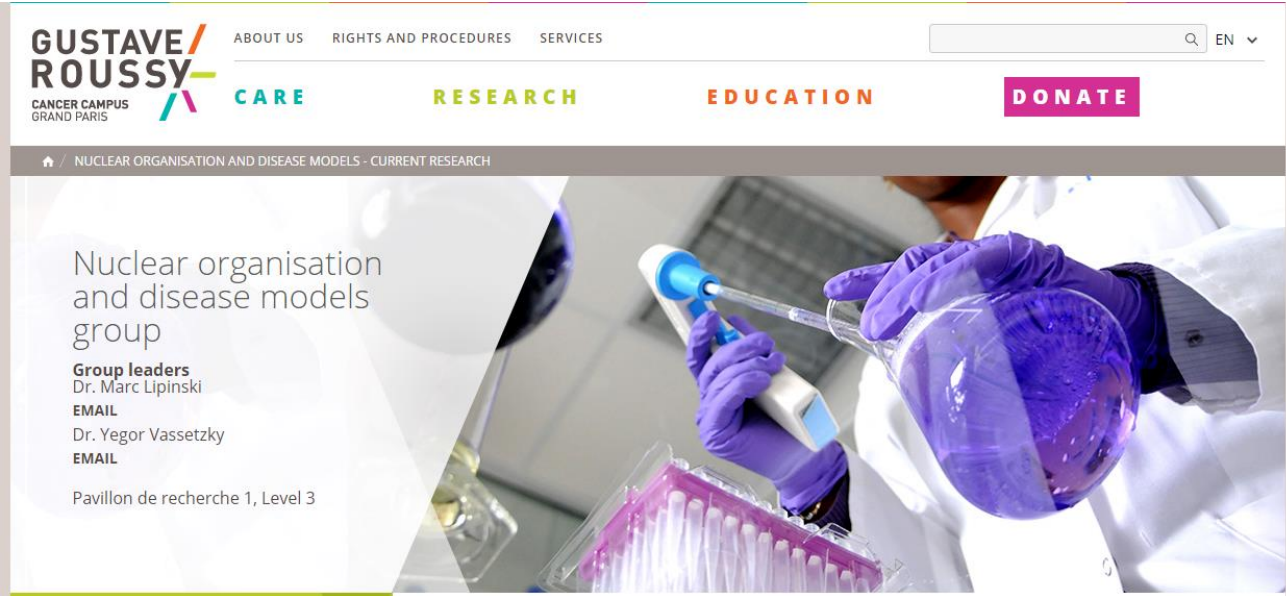 GUSTAVE/
ROUSSY
CANCER CAMPUS
GRAND PARIS
ABOUT US RIGHTS AND PROCEDURES SERVICES
EN
CARE RESEARCH EDUCATION DONATE
/ NUCLEAR ORGANISATION AND DISEASE MODELS - CURRENT RESEARCH
Nuclear organisation
and disease models
group
Group leaders
Dr. Marc Lipinski
EMAIL
Dr. Yegor Vassetzky
EMAIL
Pavillon de recherche 1, Level 3